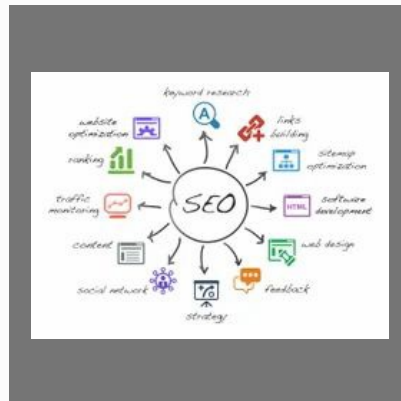 keyword research
website
optimization
links
building
ranking
sitemap
optimization
traffic
monitoring
SEO
software
development
HTML
content
web design
social network
feedback
strategy
A